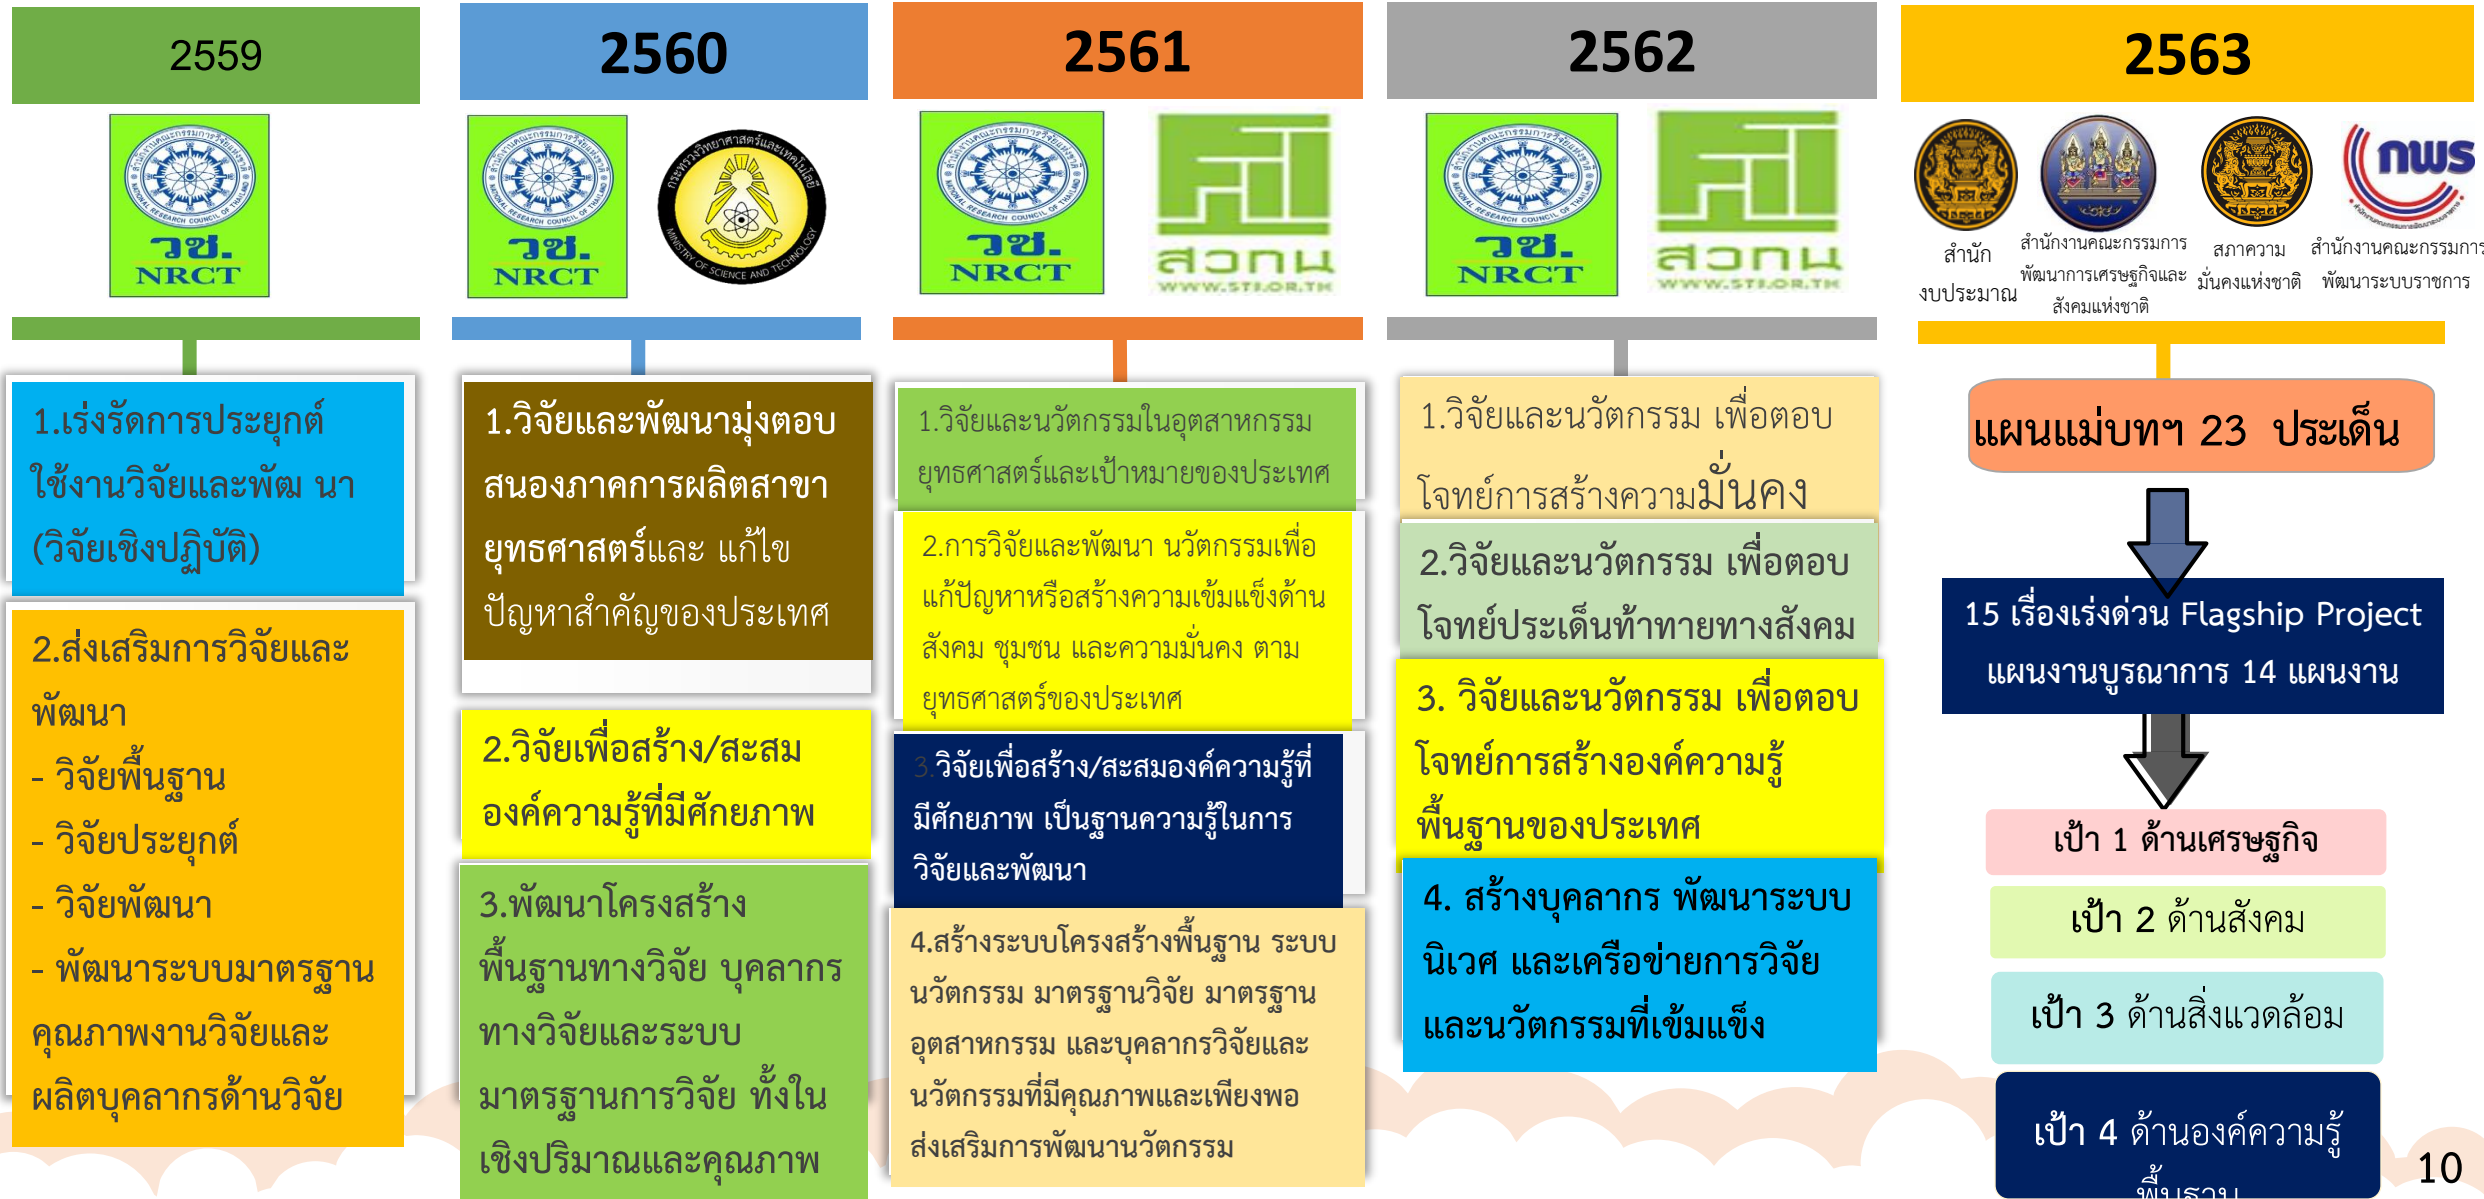 2559
วช.
NRCT
1.เร่งรัดการประยุกต์
ใช้งานวิจัยและพัฒ นา
(วิจัยเชิงปฏิบัติ)
2.ส่งเสริมการวิจัยและ
พัฒนา
- วิจัยพื้นฐาน
- วิจัยประยุกต์
- วิจัยพัฒนา
- พัฒนาระบบมาตรฐาน
คุณภาพงานวิจัยและ
ผลิตบุคลากรด้านวิจัย
2560
วช.
NRCT
กระทรวงวิทยาศาสตร์และเทคโนโลยี
MINISTRY OF SCIENCE AND TECHNOLOGY
1.วิจัยและพัฒนามุ่งตอบ
สนองภาคการผลิตสาขา
ยุทธศาสตร์และ แก้ไข
ปัญหาสำคัญของประเทศ
2.วิจัยเพื่อสร้าง/สะสม
องค์ความรู้ที่มีศักยภาพ
3.พัฒนาโครงสร้าง
พื้นฐานทางวิจัย บุคลากร
ทางวิจัยและระบบ
มาตรฐานการวิจัย ทั้งใน
เชิงปริมาณและคุณภาพ
2561
วช.
NRCT
สวทน
WWW.STI.OR.TH
1.วิจัยและนวัตกรรมในอุตสาหกรรม
ยุทธศาสตร์และเป้าหมายของประเทศ
2.การวิจัยและพัฒนา นวัตกรรมเพื่อ
แก้ปัญหาหรือสร้างความเข้มแข็งด้าน
สังคม ชุมชน และความมั่นคง ตาม
ยุทธศาสตร์ของประเทศ
3.วิจัยเพื่อสร้าง/สะสมองค์ความรู้ที่
มีศักยภาพ เป็นฐานความรู้ในการ
วิจัยและพัฒนา
4.สร้างระบบโครงสร้างพื้นฐาน ระบบ
นวัตกรรม มาตรฐานวิจัย มาตรฐาน
อุตสาหกรรม และบุคลากรวิจัยและ
นวัตกรรมที่มีคุณภาพและเพียงพอ
ส่งเสริมการพัฒนานวัตกรรม
2562
วช.
NRCT
สวทน
WWW.STI.OR.TH
1.วิจัยและนวัตกรรม เพื่อตอบ
โจทย์การสร้างความมั่นคง
2.วิจัยและนวัตกรรม เพื่อตอบ
โจทย์ประเด็นท้าทายทางสังคม
3. วิจัยและนวัตกรรม เพื่อตอบ
โจทย์การสร้างองค์ความรู้
พื้นฐานของประเทศ
4. สร้างบุคลากร พัฒนาระบบ
นิเวศ และเครือข่ายการวิจัย
และนวัตกรรมที่เข้มแข็ง
2563
สำนัก
งบประมาณ
สำนักงานคณะกรรมการ
พัฒนาการเศรษฐกิจและ
สังคมแห่งชาติ
สภาความ
มั่นคงแห่งชาติ
กพร
สำนักงานคณะกรรมการ
พัฒนาระบบราชการ
แผนแม่บทฯ 23 ประเด็น
15 เรื่องเร่งด่วน Flagship Project
แผนงานบูรณาการ 14 แผนงาน
เป้า 1 ด้านเศรษฐกิจ
เป้า 2 ด้านสังคม
เป้า 3 ด้านสิ่งแวดล้อม
เป้า 4 ด้านองค์ความรู้
พื้นฐาน
10